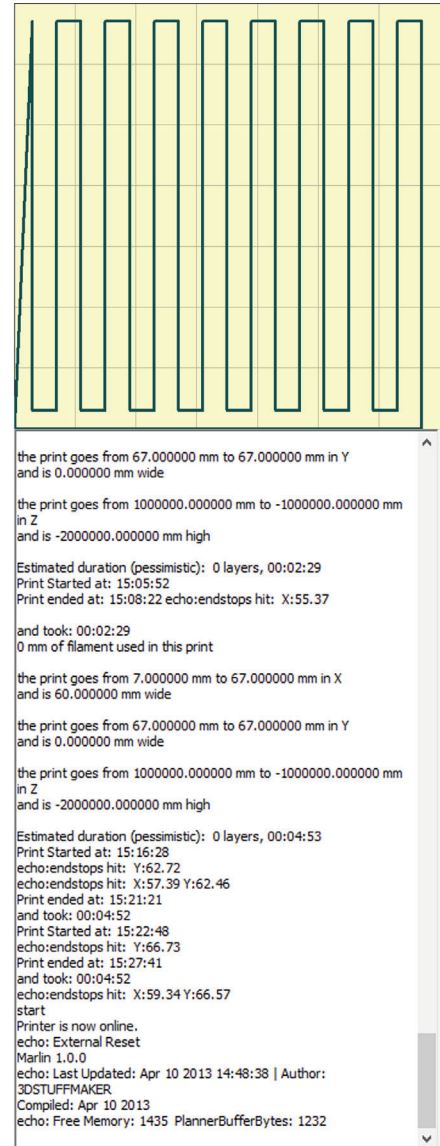 the print goes from 67.000000 mm to 67.000000 mm in Y
and is 0.000000 mm wide
the print goes from 1000000.000000 mm to -1000000.000000 mm
in Z
and is -2000000.000000 mm high
Estimated duration (pessimistic): 0 layers, 00:02:29
Print Started at: 15:05:52
Print ended at: 15:08:22 echo:endstops hit: X:55.37
and took: 00:02:29
0 mm of filament used in this print
the print goes from 7.000000 mm to 67.000000 mm in X
and is 60.000000 mm wide
the print goes from 67.000000 mm to 67.000000 mm in Y
and is 0.000000 mm wide
the print goes from 1000000.000000 mm to -1000000.000000 mm
in Z
and is -2000000.000000 mm high
Estimated duration (pessimistic): 0 layers, 00:04:53
Print Started at: 15:16:28
echo:endstops hit: Y:62.72
echo:endstops hit: X:57.39 Y:62.46
Print ended at: 15:21:21
and took: 00:04:52
Print Started at: 15:22:48
echo:endstops hit: Y:66.73
Print ended at: 15:27:41
and took: 00:04:52
echo:endstops hit: X:59.34 Y:66.57
start
Printer is now online.
echo: External Reset
Marlin 1.0.0
echo: Last Updated: Apr 10 2013 14:48:38 | Author:
3DSTUFFMAKER
Compiled: Apr 10 2013
echo: Free Memory: 1435 PlannerBufferBytes: 1232